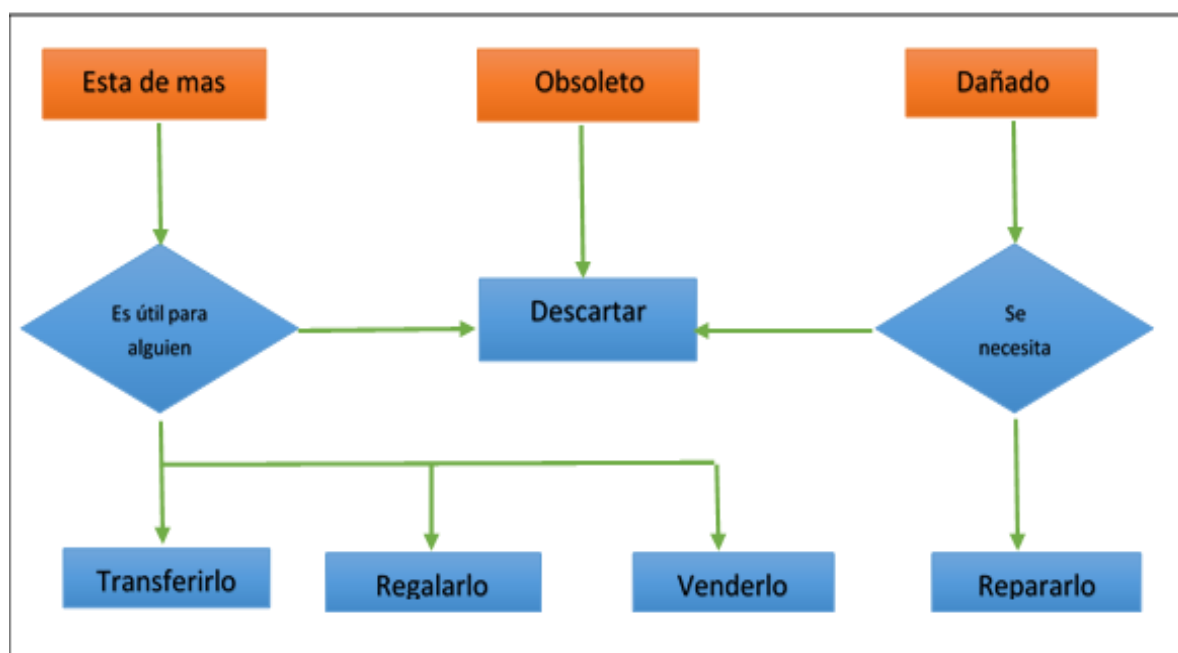 Esta de mas
Obsoleto
Dañado
Es útil para
alguien
Descartar
Se
necesita
Transferirlo
Regalarlo
Venderlo
Repararlo